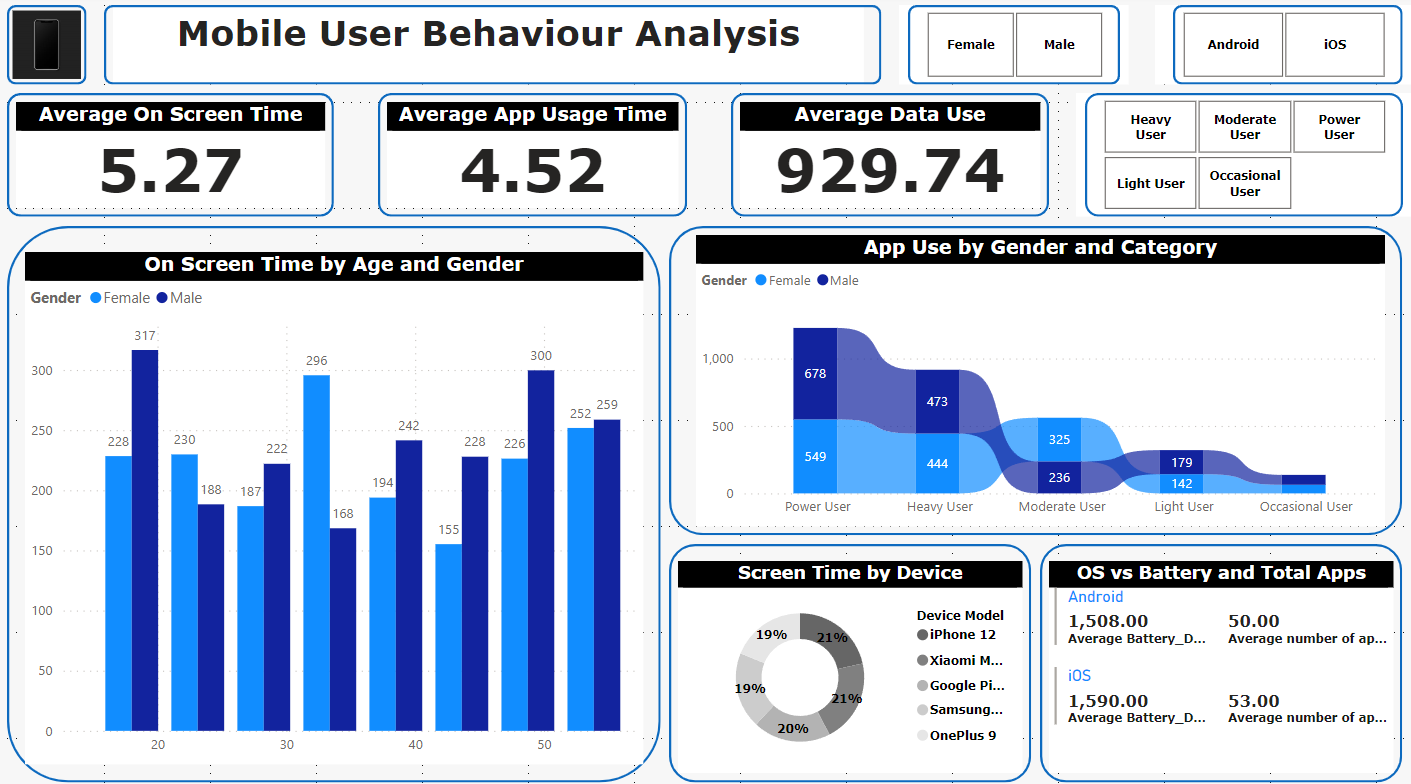 Mobile User Behaviour Analysis
Female
Male
Android
iOS
Average On Screen Time
5.27
Average App Usage Time
4.52
Average Data Use
929.74
Heavy
User
Moderate
User
Power
User
Light User
Occasional
User
On Screen Time by Age and Gender
Gender Female Male
300
250
200
150
100
50
0
228
317
230
188
187
222
296
168
194
242
155
228
226
300
252
259
20
30
40
50
App Use by Gender and Category
Gender Female Male
1,000
500
0
678
549
473
444
325
236
179
142
Power User
Heavy User
Moderate User
Light User
Occasional User
Screen Time by Device
21%
21%
20%
19%
19%
Device Model
iPhone 12
Xiaomi M...
Google Pi...
Samsung...
OnePlus 9
OS vs Battery and Total Apps
Android
1,508.00 50.00
Average Battery_D... Average number of ap...
iOS
1,590.00 53.00
Average Battery_D... Average number of ap...